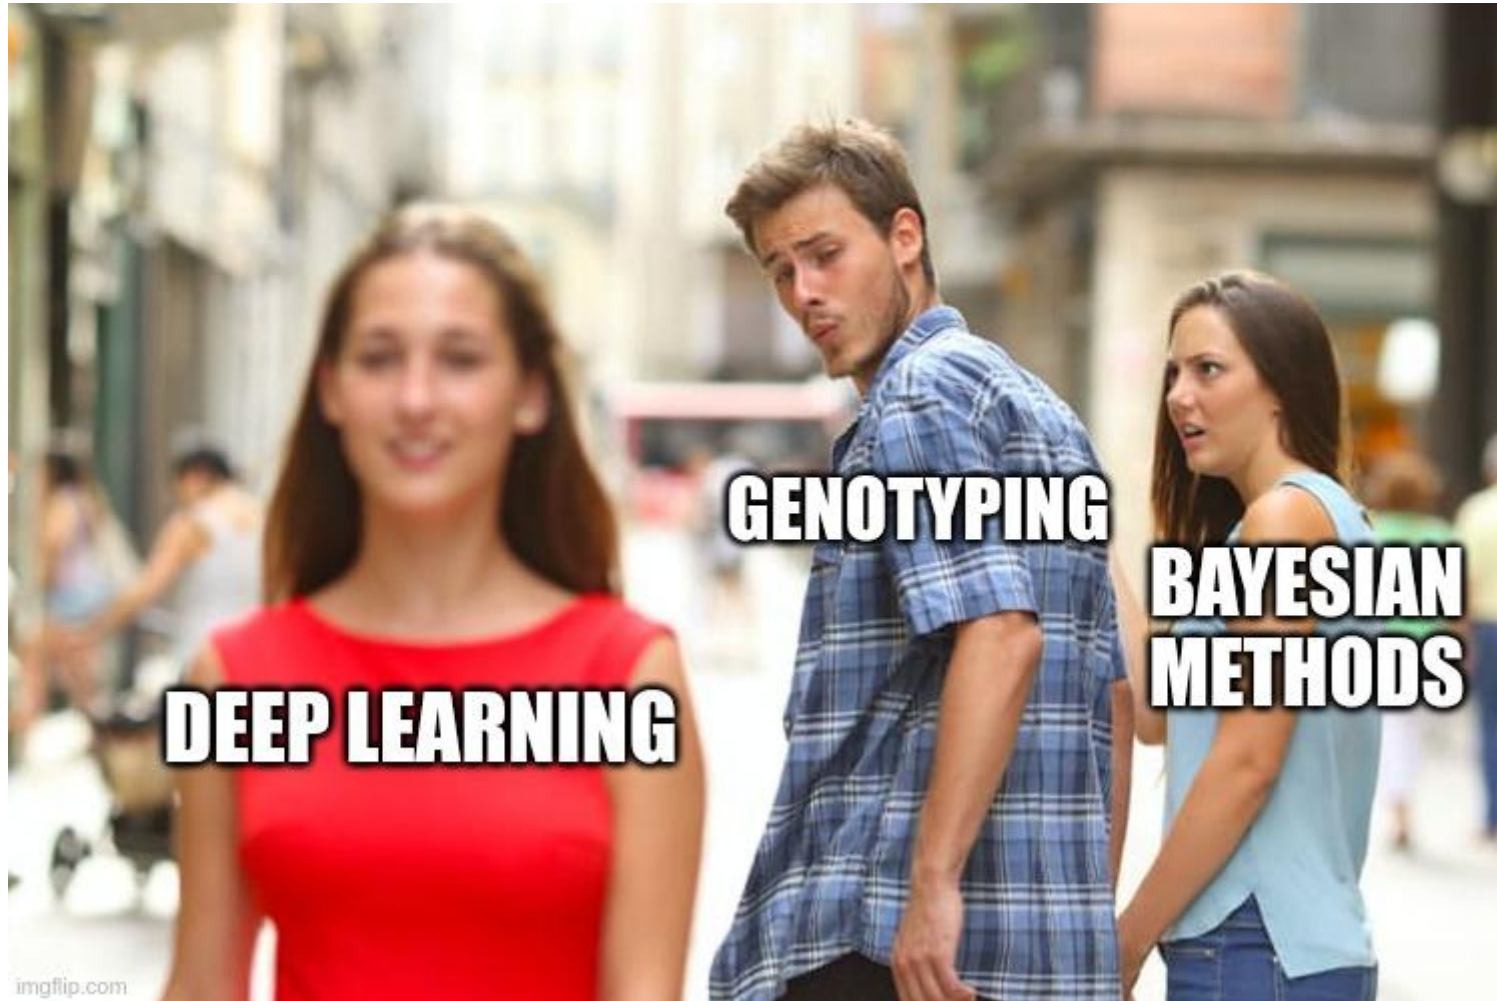 GENOTYPING
BAYESIAN
METHODS
DEEP LEARNING
imgflip.com